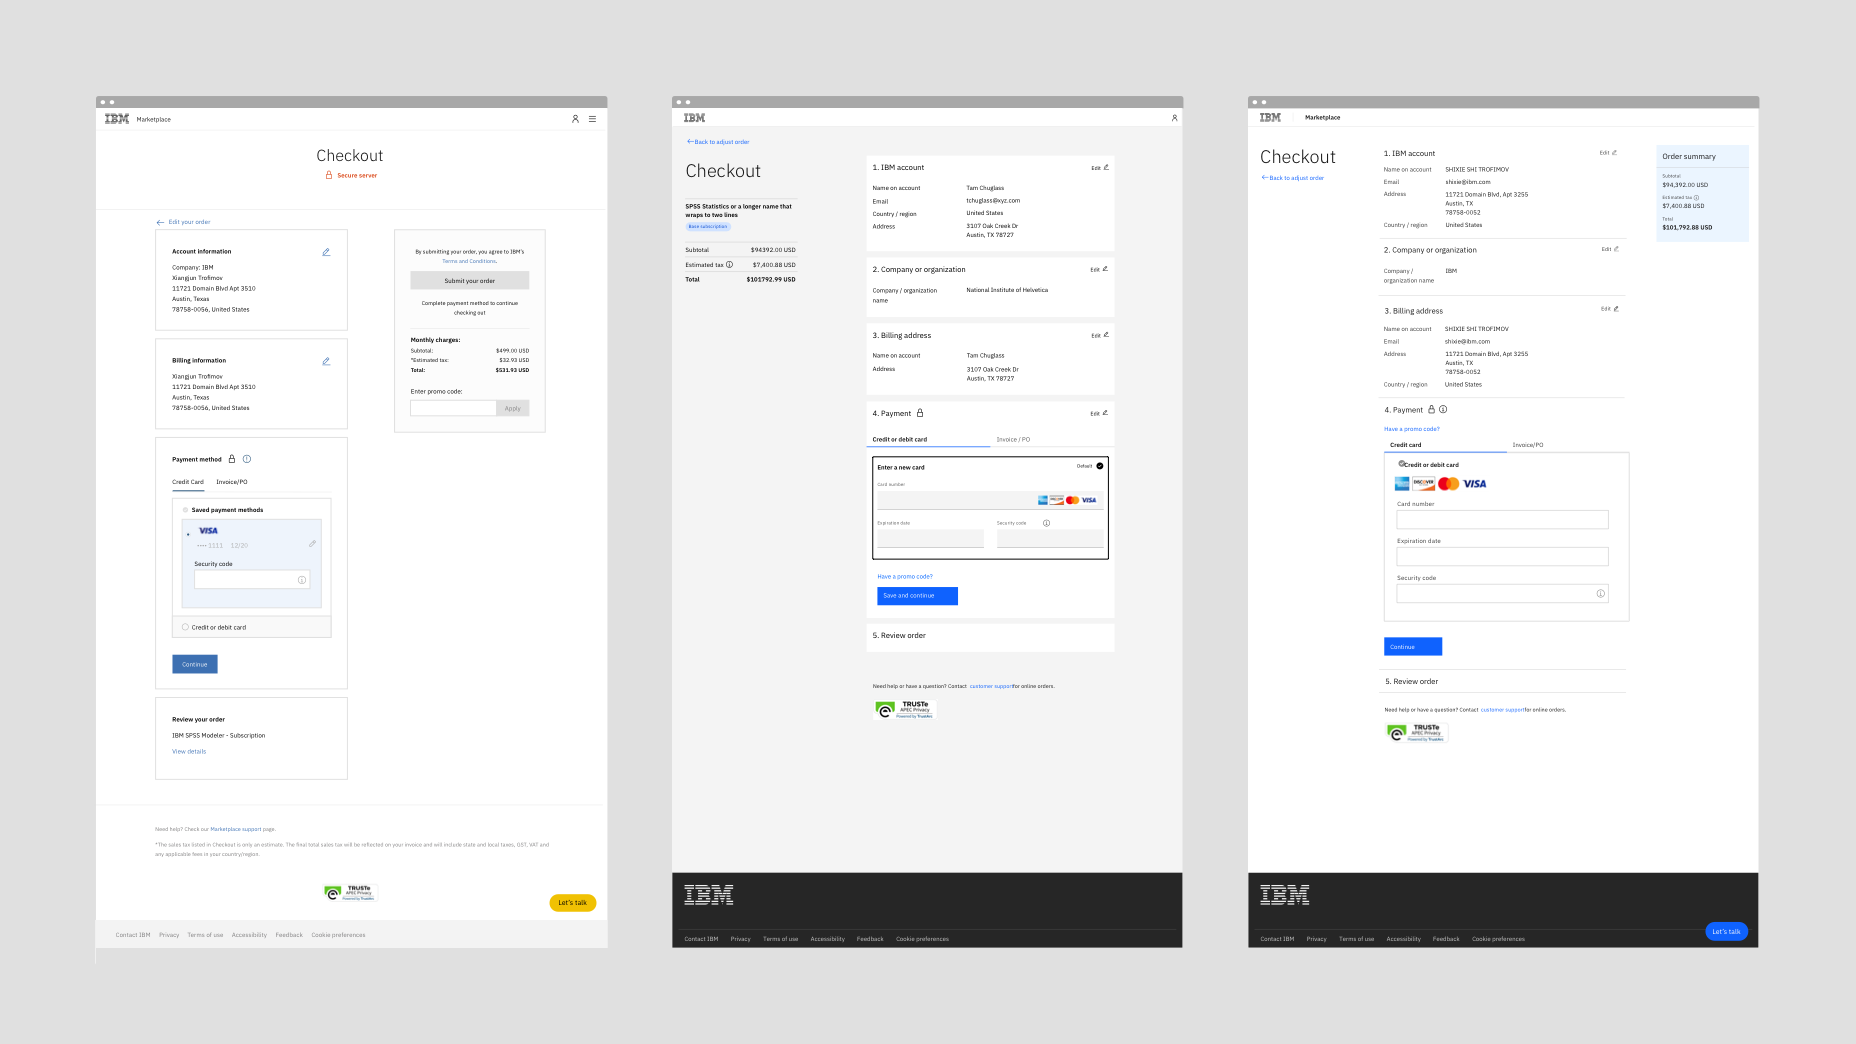 IBM Marketplace
Checkout
Secure server
Edit your order
Account information
Company: IBM
Xiangjun Trofimov
11721 Domain Blvd Apt 3510
Austin, Texas
78758-0056, United States
Billing information
Xiangjun Trofimov
11721 Domain Blvd Apt 3510
Austin, Texas
78758-0056, United States
Payment method
Credit Card Invoice/PO
Saved payment methods
VISA
•••• 1111 12/20
Security code
Credit or debit card
Continue
Review your order
IBM SPSS Modeler - Subscription
View details
By submitting your order, you agree to IBM's
Terms and Conditions.
Submit your order
Complete payment method to continue
checking out
Monthly charges:
Subtotal: $499.00 USD
*Estimated tax: $32.93 USD
Total: $531.93 USD
Enter promo code:
Apply
Need help? Check our Marketplace support page.
*The sales tax listed in Checkout is only an estimate. The final total sales tax will be reflected on your invoice and will include state and local taxes, GST, VAT and
any applicable fees in your country/region.
TRUSTe
APEC Privacy
Powered by TrustArc
Let's talk
Contact IBM Privacy Terms of use Accessibility Feedback Cookie preferences
IBM
Back to adjust order
Checkout
SPSS Statistics or a longer name that
wraps to two lines
Base subscription
Subtotal $94392.00 USD
Estimated tax $7,400.88 USD
Total $101792.99 USD
1. IBM account Edit
Name on account Tam Chuglass
Email tchuglass@xyz.com
Country / region United States
Address 3107 Oak Creek Dr
Austin, TX 78727
2. Company or organization Edit
Company / organization National Institute of Helvetica
name
3. Billing address Edit
Name on account Tam Chuglass
Address 3107 Oak Creek Dr
Austin, TX 78727
4. Payment Edit
Credit or debit card Invoice / PO
Enter a new card Default
Card number
DISCOVER VISA
Expiration date Security code
Have a promo code?
Save and continue
5. Review order
Need help or have a question? Contact customer support for online orders.
TRUSTe
APEC Privacy
Powered by TrustArc
IBM
Contact IBM Privacy Terms of use Accessibility Feedback Cookie preferences
IBM Marketplace
Checkout
Back to adjust order
1. IBM account Edit
Name on account SHIXIE SHI TROFIMOV
Email shixie@ibm.com
Address 11721 Domain Blvd, Apt 3255
Austin, TX
78758-0052
Country / region United States
2. Company or organization Edit
Company / IBM
organization name
3. Billing address Edit
Name on account SHIXIE SHI TROFIMOV
Email shixie@ibm.com
Address 11721 Domain Blvd, Apt 3255
Austin, TX
78758-0052
Country / region United States
4. Payment
Have a promo code?
Credit card Invoice/PO
Credit or debit card
DISCOVER VISA
Card number
Expiration date
Security code
Continue
5. Review order
Need help or have a question? Contact customer support for online orders.
TRUSTe
APEC Privacy
Powered by TrustArc
Order summary
Subtotal
$94,392.00 USD
Estimated tax
$7,400.88 USD
Total
$101,792.88 USD
IBM
Let's talk
Contact IBM Privacy Terms of use Accessibility Feedback Cookie preferences